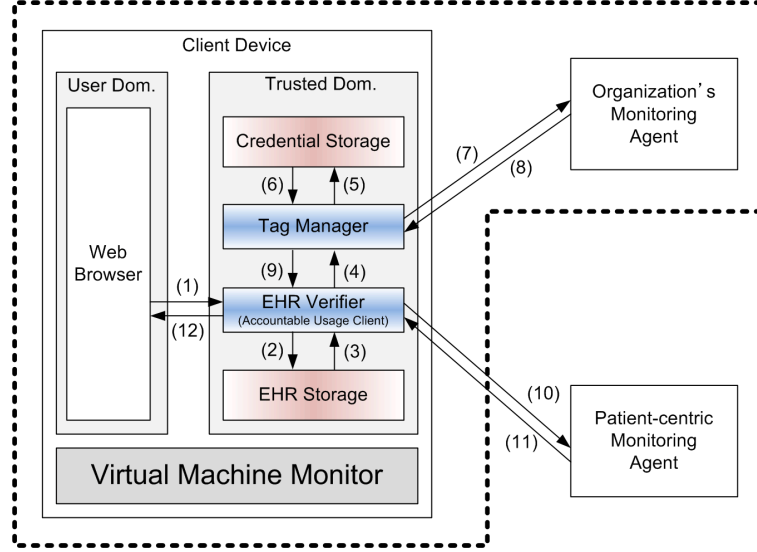 Client Device
User Dom.
Trusted Dom.
Organization's
Monitoring
Agent
Credential Storage
(7)
(8)
(6)
(5)
Tag Manager
Web
Browser
(9)
(4)
(1)
EHR Verifier
(Accountable Usage Client)
(12)
(2)
(3)
EHR Storage
(10)
(11)
Patient-centric
Monitoring
Agent
Virtual Machine Monitor